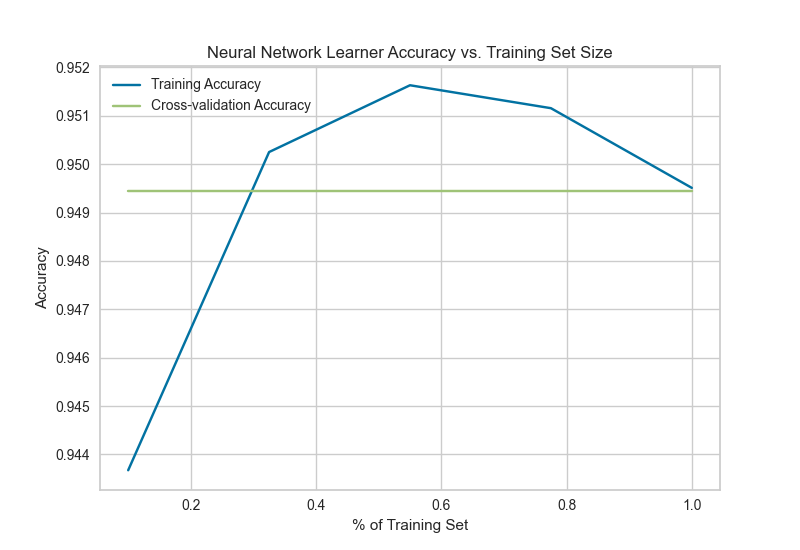 Neural Network Learner Accuracy vs. Training Set Size
Training Accuracy
Cross-validation Accuracy
0.952
0.951
0.950
0.949
0.948
0.947
0.946
0.945
0.944
Accuracy
0.2
0.4
0.6
0.8
1.0
% of Training Set